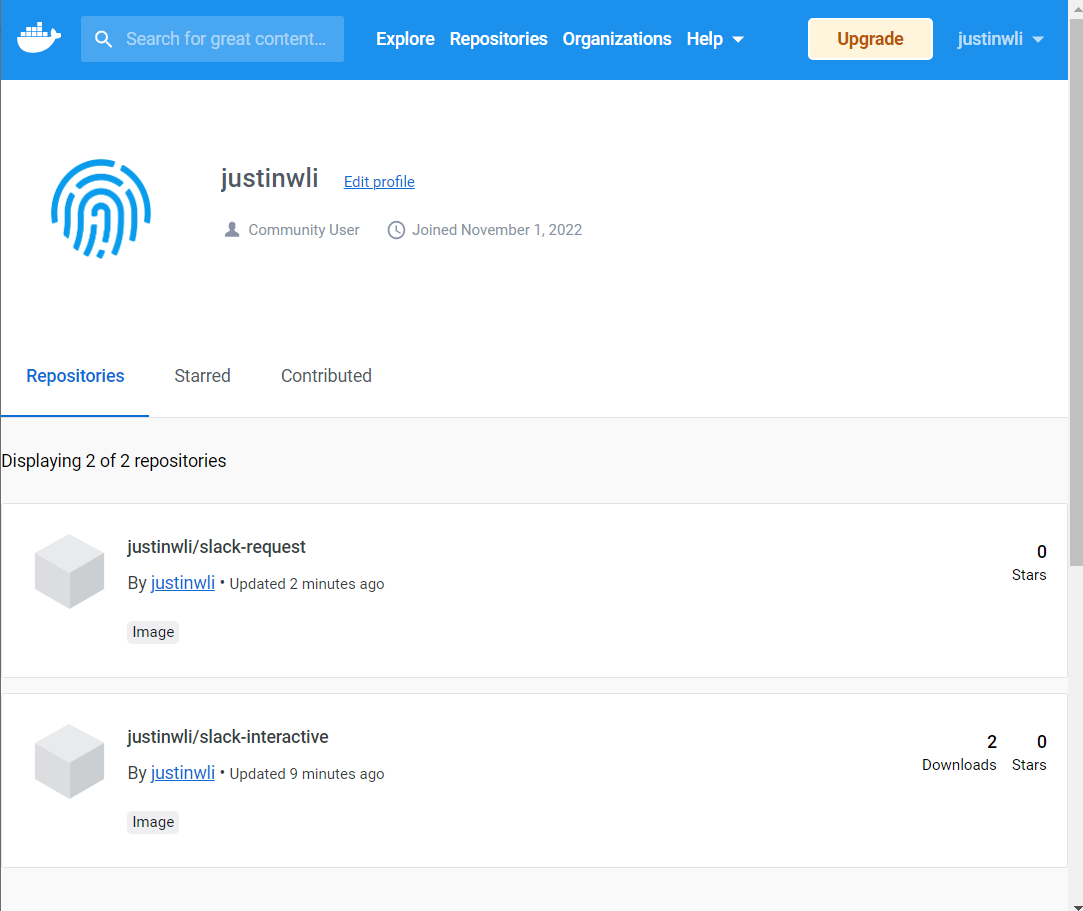 Search for great content...
Explore Repositories Organizations Help
Upgrade
justinwli
justinwli Edit profile
Community User Joined November 1, 2022
Repositories Starred Contributed
Displaying 2 of 2 repositories
justinwli/slack-request
By justinwli • Updated 2 minutes ago
Image
0
Stars
justinwli/slack-interactive
By justinwli • Updated 9 minutes ago
Image
2 0
Downloads Stars